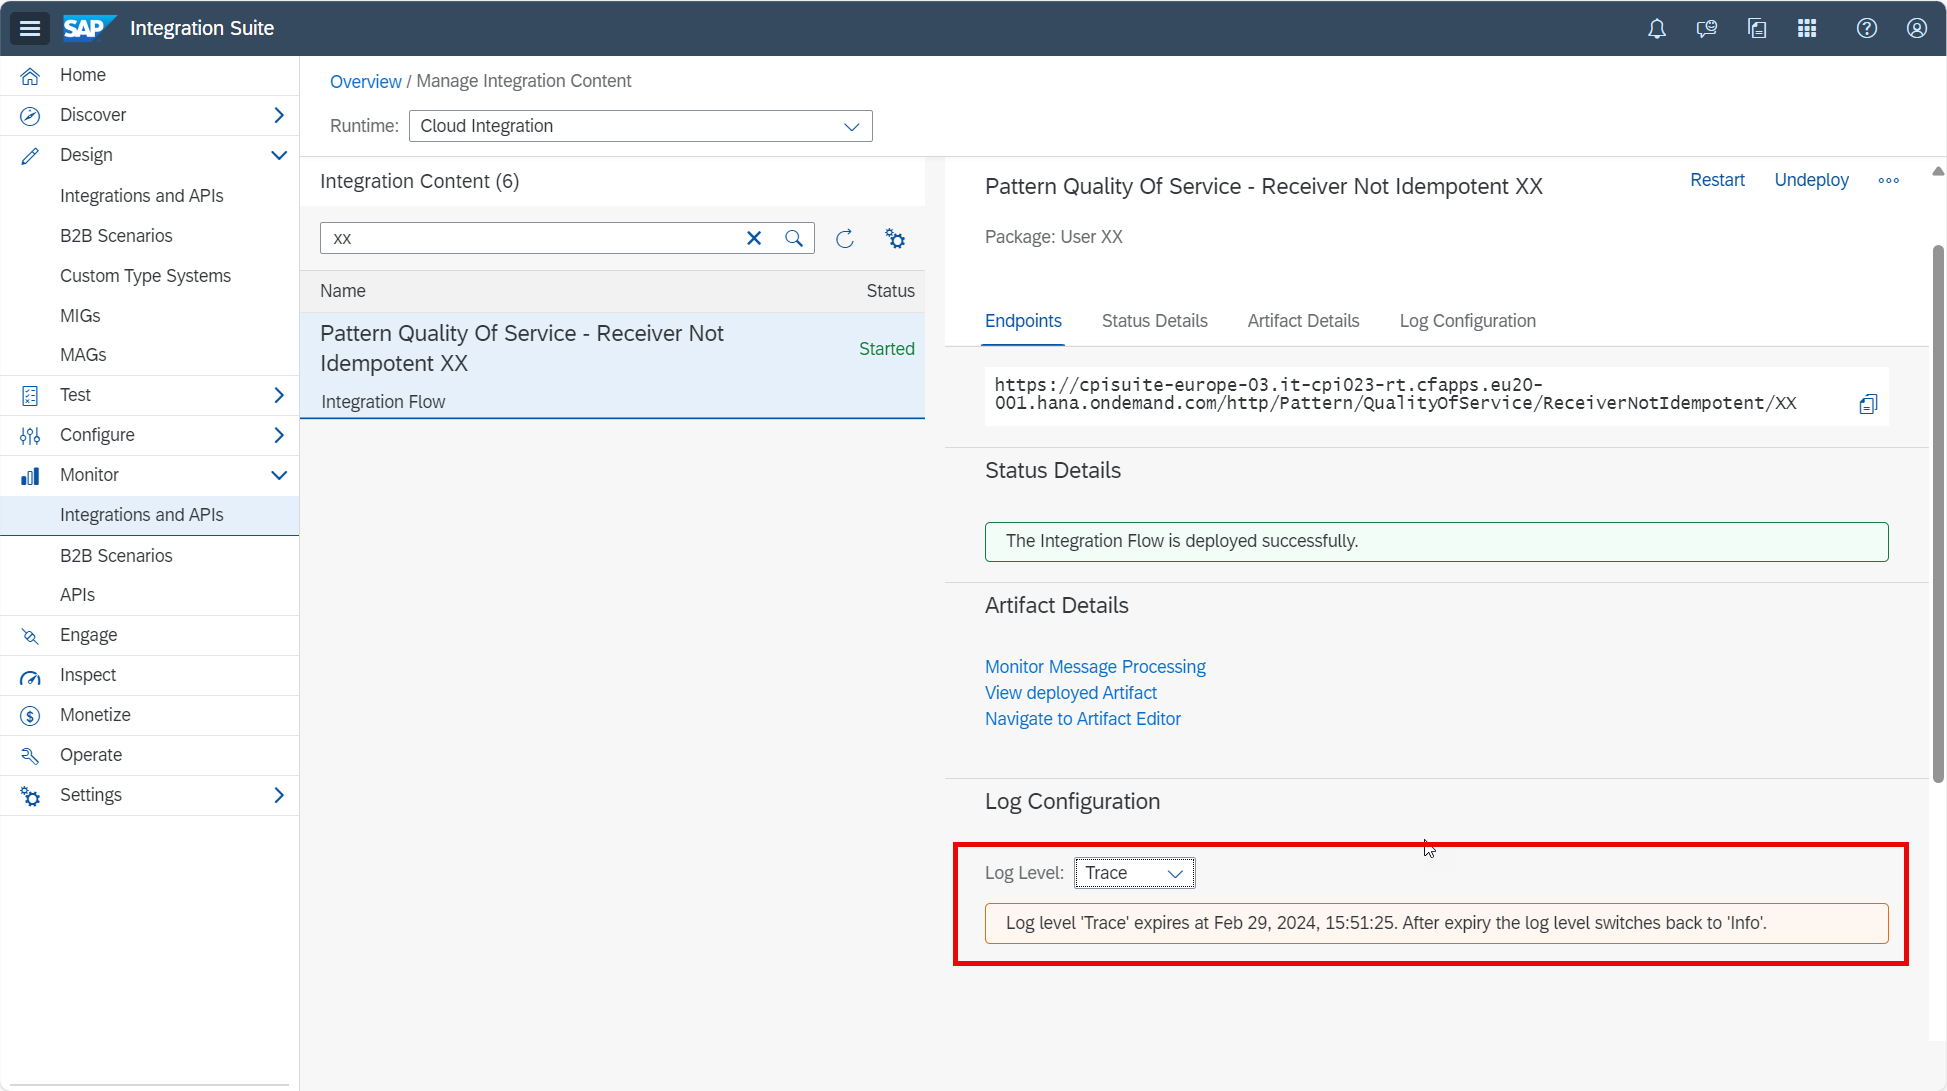 SAP Integration Suite
Home
Discover
Design
Integrations and APIs
B2B Scenarios
Custom Type Systems
MIGs
MAGs
Test
Configure
Monitor
Integrations and APIs
B2B Scenarios
APIs
Engage
Inspect
Monetize
Operate
Settings
Overview / Manage Integration Content
Runtime: Cloud Integration
Integration Content (6)
xx
Name Status
Pattern Quality Of Service - Receiver Not
Idempotent XX
Started
Integration Flow
Pattern Quality Of Service - Receiver Not Idempotent XX
Restart Undeploy
Package: User XX
Endpoints Status Details Artifact Details Log Configuration
https://cpisuite-europe-03.it-cpi023-rt.cfapps.eu20-
001.hana.ondemand.com/http/Pattern/QualityOfService/ReceiverNotIdempotent/XX
Status Details
The Integration Flow is deployed successfully.
Artifact Details
Monitor Message Processing
View deployed Artifact
Navigate to Artifact Editor
Log Configuration
Log Level: Trace
Log level 'Trace' expires at Feb 29, 2024, 15:51:25. After expiry the log level switches back to 'Info'.